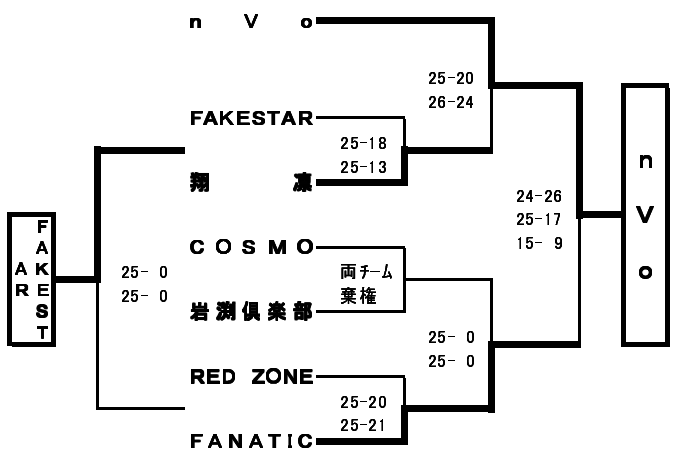 n V o
25-20
26-24
FAKESTAR
25-18
25-13
翔 凜
24-26
25-17
15- 9
n V o
FAKEST
AR
25- 0
25- 0
COSMO
両チーム
棄権
岩渕倶楽部
25- 0
25- 0
RED ZONE
25-20
25-21
FANATIC